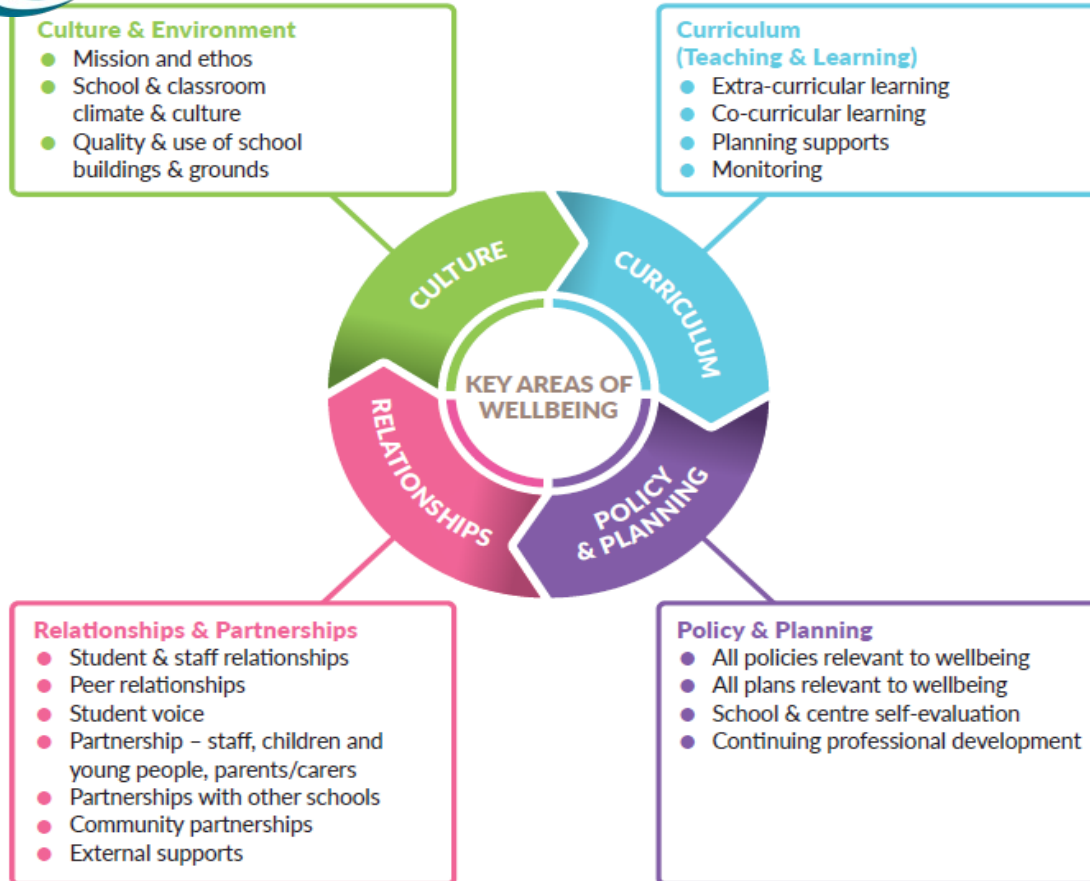 Culture & Environment
● Mission and ethos
● School & classroom
climate & culture
● Quality & use of school
buildings & grounds
Curriculum
(Teaching & Learning)
● Extra-curricular learning
● Co-curricular learning
● Planning supports
● Monitoring
CULTURE
CURRICULUM
KEY AREAS OF
WELLBEING
RELATIONSHIPS
POLICY
& PLANNING
Relationships & Partnerships
● Student & staff relationships
● Peer relationships
● Student voice
● Partnership – staff, children and
young people, parents/carers
● Partnerships with other schools
● Community partnerships
● External supports
Policy & Planning
● All policies relevant to wellbeing
● All plans relevant to wellbeing
● School & centre self-evaluation
● Continuing professional development